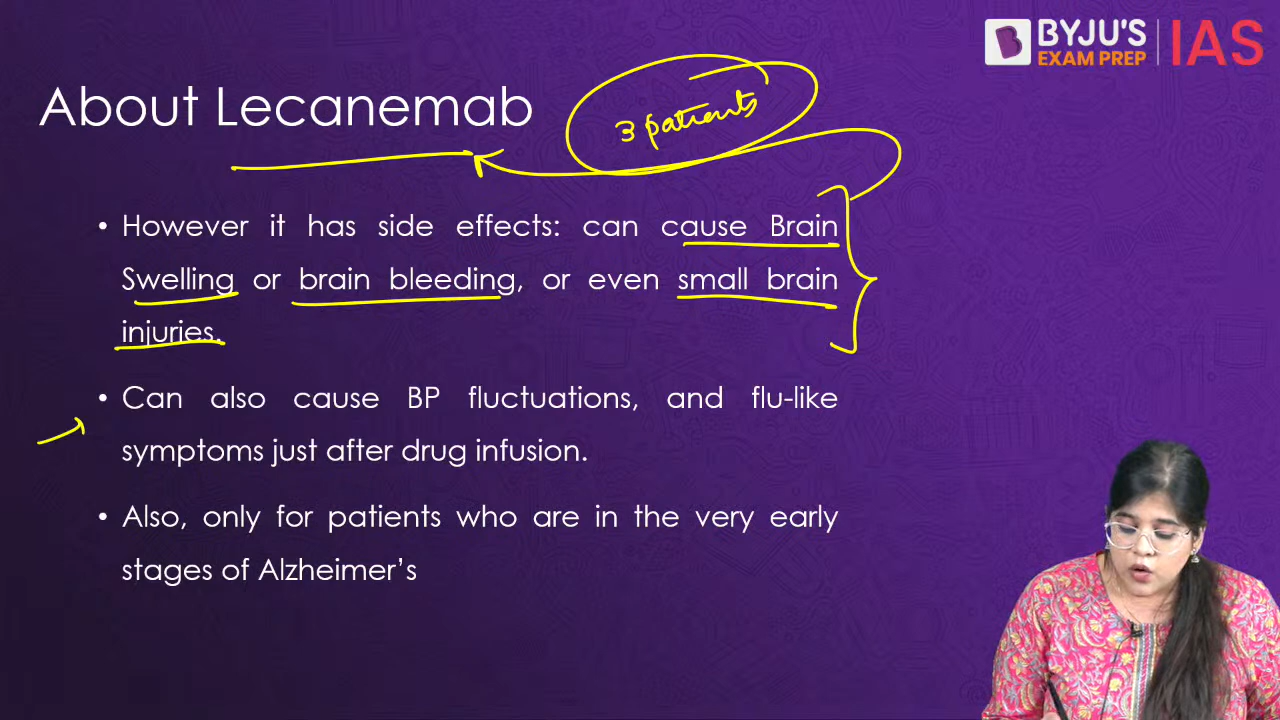 BYJU'S
EXAM PREP
IAS
About Lecanemab
3 patients
• However it has side effects: can cause Brain
Swelling or brain bleeding, or even small brain
injuries.
• Can also cause BP fluctuations, and flu-like
symptoms just after drug infusion.
• Also, only for patients who are in the very early
stages of Alzheimer’s